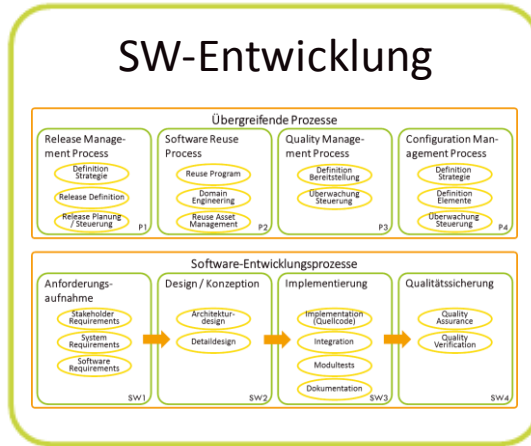 SW-Entwicklung
Übergreifende Prozesse
Release Manage-
ment Process
Definition
Strategie
Release Definition
Release Planung
/ Steuerung
P1
Software Reuse
Process
Reuse Program
Domain
Engineering
Reuse Asset
Management
P2
Quality Manage-
ment Process
Definition
Bereitstellung
Überwachung
Steuerung
P3
Configuration Man-
agement Process
Definition
Strategie
Definition
Elemente
Überwachung
Steuerung
P4
Software-Entwicklungsprozesse
Anforderungs-
aufnahme
Stakeholder
Requirements
System
Requirements
Software
Requirements
SW1
Design / Konzeption
Architektur-
design
Detaildesign
SW2
Implementierung
Implementation
(Quellcode)
Integration
Modultests
Dokumentation
SW3
Qualitätssicherung
Quality
Assurance
Quality
Verification
SW4